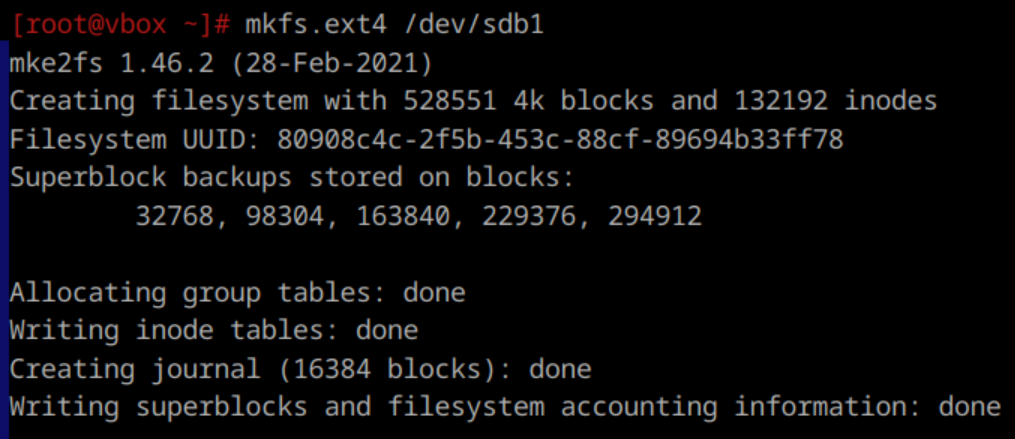 [root@vbox ~]# mkfs.ext4 /dev/sdb1
mke2fs 1.46.2 (28-Feb-2021)
Creating filesystem with 528551 4k blocks and 132192 inodes
Filesystem UUID: 80908c4c-2f5b-453c-88cf-89694b33ff78
Superblock backups stored on blocks:
        32768, 98304, 163840, 229376, 294912

Allocating group tables: done
Writing inode tables: done
Creating journal (16384 blocks): done
Writing superblocks and filesystem accounting information: done